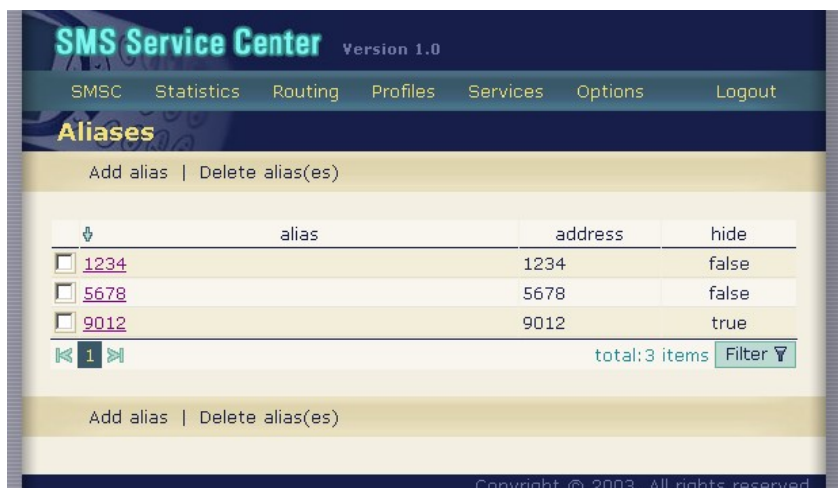 SMS Service Center Version 1.0
SMSC Statistics Routing Profiles Services Options Logout
Aliases
Add alias | Delete alias(es)
alias address hide
1234 1234 false
5678 5678 false
9012 9012 true
1 total:3 items Filter
Add alias | Delete alias(es)
Copyright © 2003. All rights reserved